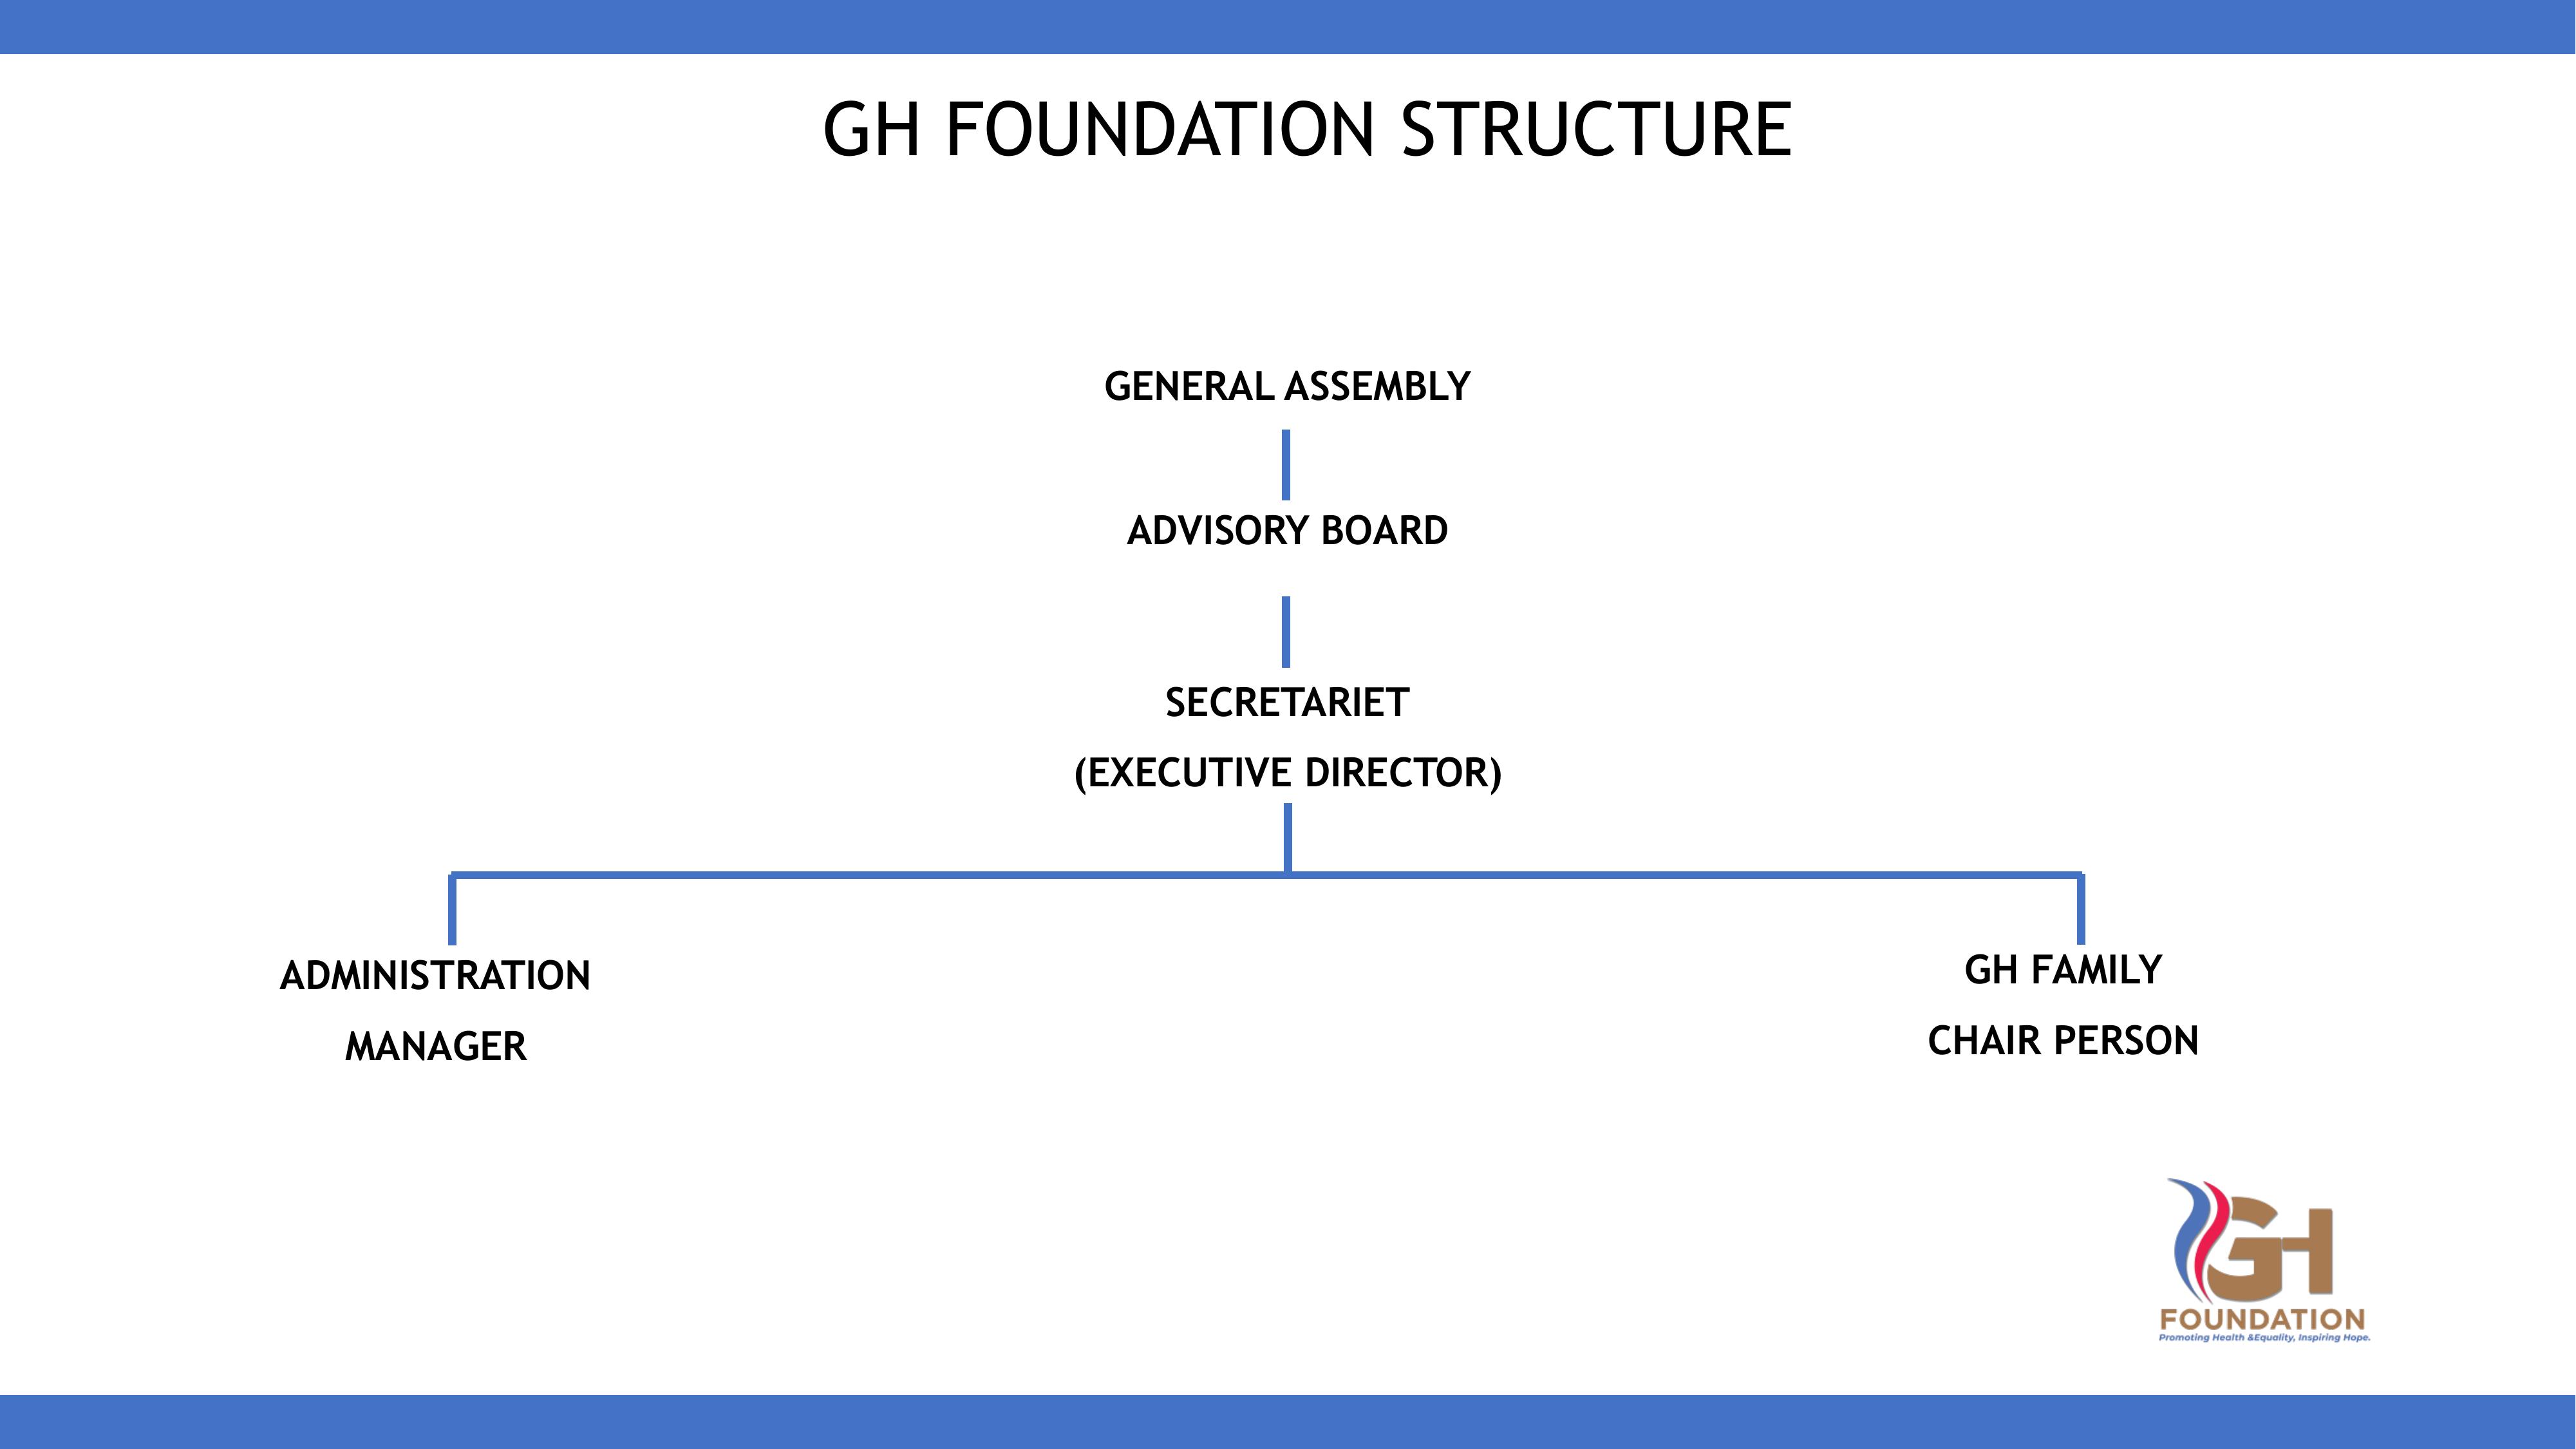 GH FOUNDATION STRUCTURE
GENERAL ASSEMBLY
ADVISORY BOARD
SECRETARIET
(EXECUTIVE DIRECTOR)
ADMINISTRATION
MANAGER
GH FAMILY
CHAIR PERSON
GH
FOUNDATION
Promoting Health &Equality, Inspiring Hope.